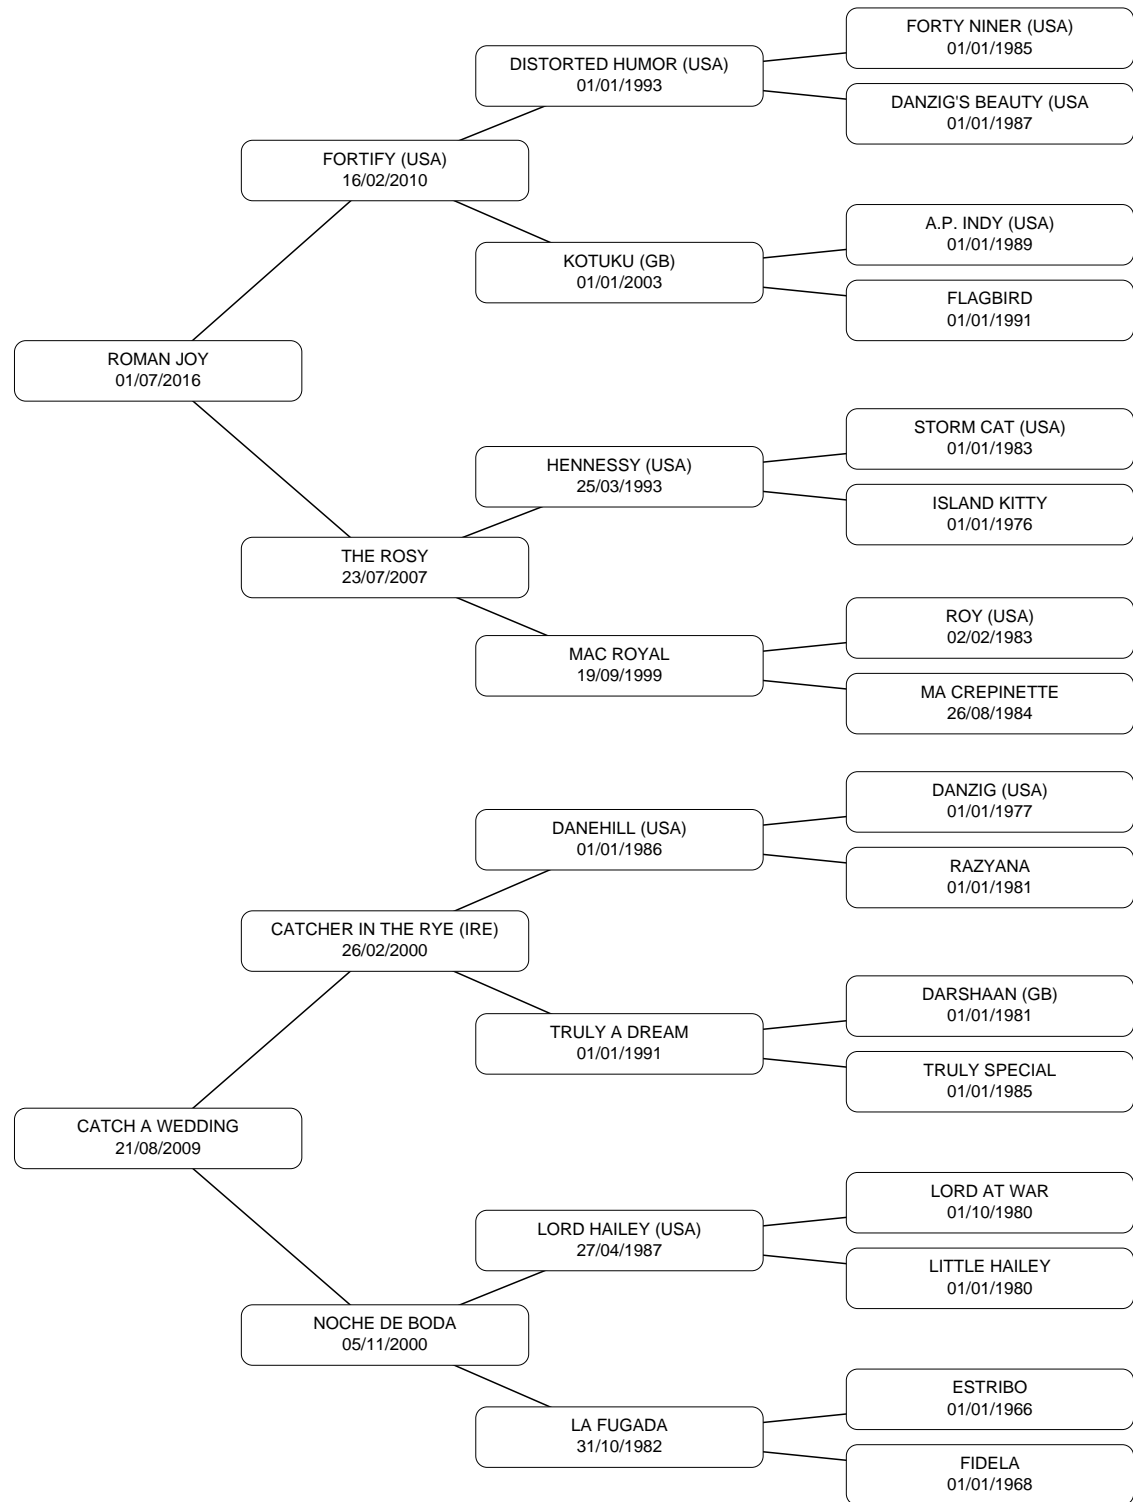 FORTY NINER (USA)
01/01/1985
DISTORTED HUMOR (USA)
01/01/1993
DANZIG'S BEAUTY (USA
01/01/1987
FORTIFY (USA)
16/02/2010
A.P. INDY (USA)
01/01/1989
KOTUKU (GB)
01/01/2003
FLAGBIRD
01/01/1991
ROMAN JOY
01/07/2016
STORM CAT (USA)
01/01/1983
HENNESSY (USA)
25/03/1993
ISLAND KITTY
01/01/1976
THE ROSY
23/07/2007
ROY (USA)
02/02/1983
MAC ROYAL
19/09/1999
MA CREPINETTE
26/08/1984
DANZIG (USA)
01/01/1977
DANEHILL (USA)
01/01/1986
RAZYANA
01/01/1981
CATCHER IN THE RYE (IRE)
26/02/2000
DARSHAAN (GB)
01/01/1981
TRULY A DREAM
01/01/1991
TRULY SPECIAL
01/01/1985
CATCH A WEDDING
21/08/2009
LORD AT WAR
01/10/1980
LORD HAILEY (USA)
27/04/1987
LITTLE HAILEY
01/01/1980
NOCHE DE BODA
05/11/2000
ESTRIBO
01/01/1966
LA FUGADA
31/10/1982
FIDELA
01/01/1968